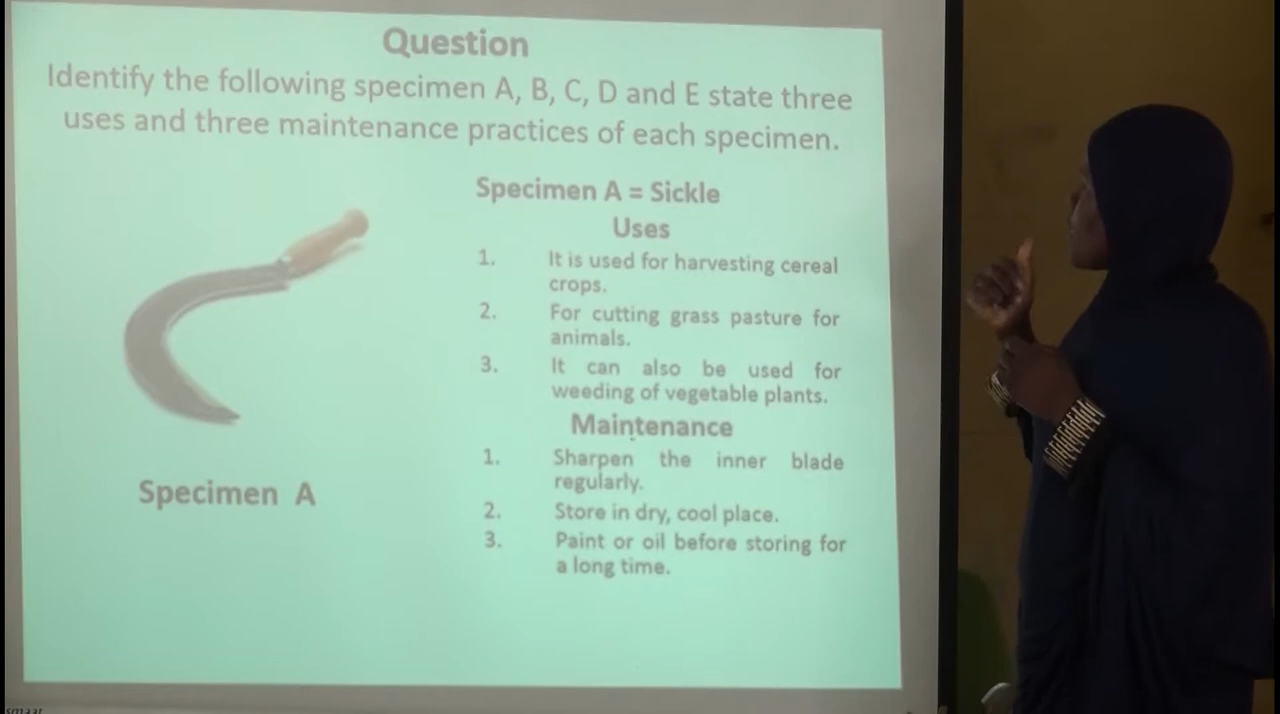 Question
Identify the following specimen A, B, C, D and E state three
uses and three maintenance practices of each specimen.
Specimen A = Sickle
Uses
1. It is used for harvesting cereal
crops.
2. For cutting grass pasture for
animals.
3. It can also be used for
weeding of vegetable plants.
Maintenance
1. Sharpen the inner blade
regularly.
2. Store in dry, cool place.
3. Paint or oil before storing for
a long time.
Specimen A